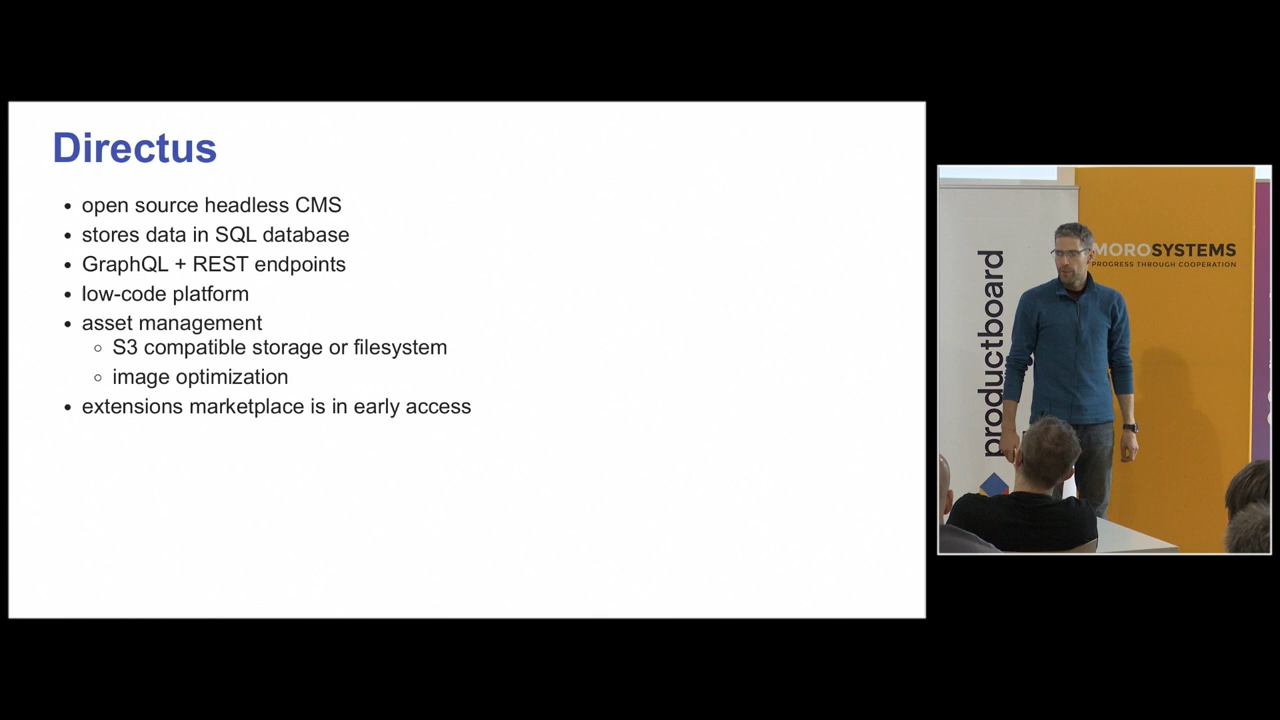 Directus
open source headless CMS
stores data in SQL database
GraphQL + REST endpoints
low-code platform
asset management
S3 compatible storage or filesystem
image optimization
extensions marketplace is in early access
productboard
MOROSYSTEMS
PROGRESS THROUGH COOPERATION